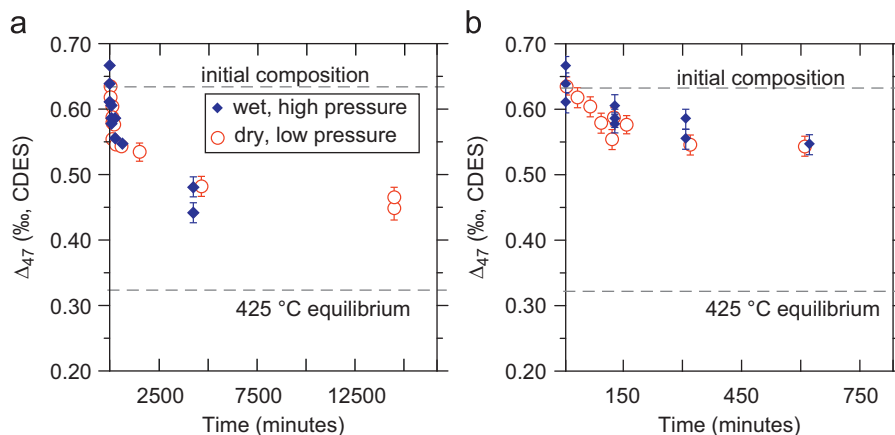 a
0.70
0.60
0.50
0.40
0.30
0.20
Δ47 (‰, CDES)
initial composition
wet, high pressure
dry, low pressure
425 °C equilibrium
2500
7500
12500
Time (minutes)
b
0.70
0.60
0.50
0.40
0.30
0.20
Δ47 (‰, CDES)
initial composition
425 °C equilibrium
150
450
750
Time (minutes)